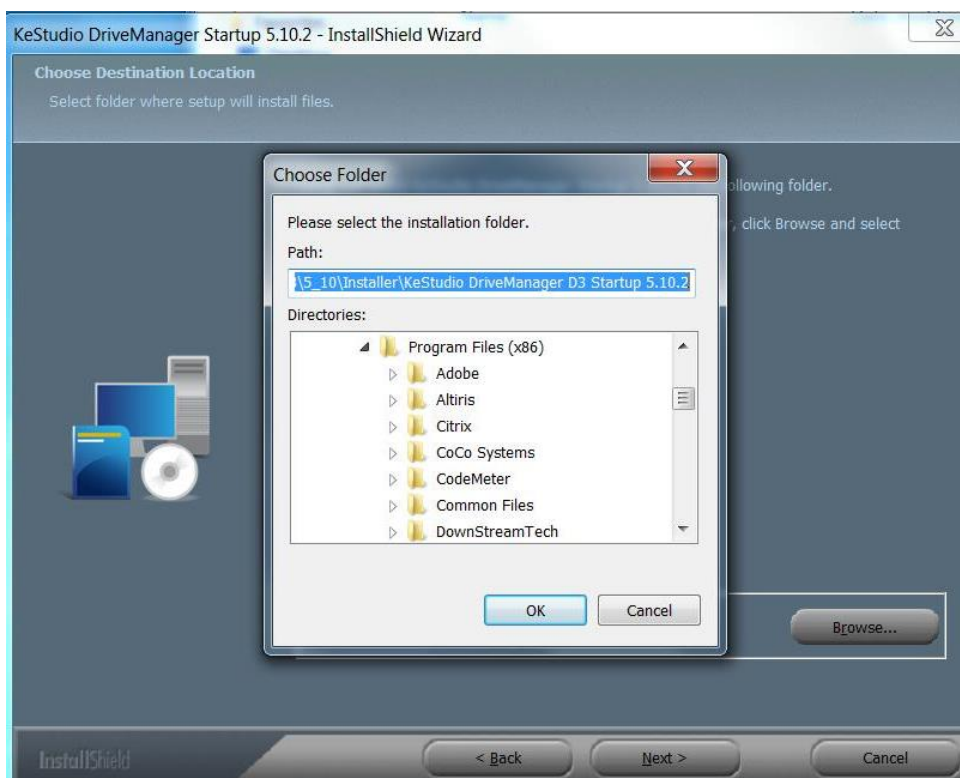 KeStudio DriveManager Startup 5.10.2 - InstallShield Wizard
Choose Destination Location
Select folder where setup will install files.
Choose Folder
ollowing folder.
, click Browse and select
Please select the installation folder.
Path:
\5_10\Installer\KeStudio DriveManager D3 Startup 5.10.2
Directories:
Program Files (x86)
Adobe
Altiris
Citrix
CoCo Systems
CodeMeter
Common Files
DownStreamTech
OK
Cancel
Browse...
InstallShield
< Back
Next >
Cancel